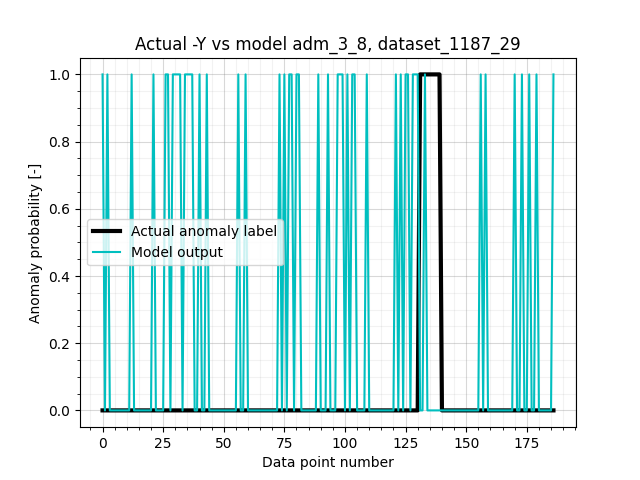 Actual -Y vs model adm_3_8, dataset_1187_29
Anomaly probability [-]
1.0
0.8
0.6
0.4
0.2
0.0
Actual anomaly label
Model output
0 25 50 75 100 125 150 175
Data point number